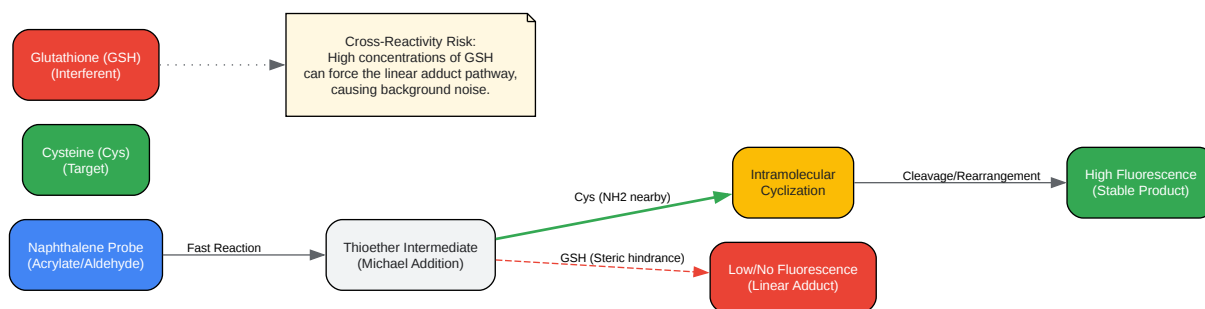 Glutathione (GSH)
(Interferent)
Cross-Reactivity Risk:
High concentrations of GSH
can force the linear adduct pathway,
causing background noise.
Cysteine (Cys)
(Target)
Naphthalene Probe
(Acrylate/Aldehyde)
Fast Reaction
Thioether Intermediate
(Michael Addition)
Cys (NH2 nearby)
GSH (Steric hindrance)
Intramolecular
Cyclization
Cleavage/Rearrangement
High Fluorescence
(Stable Product)
Low/No Fluorescence
(Linear Adduct)